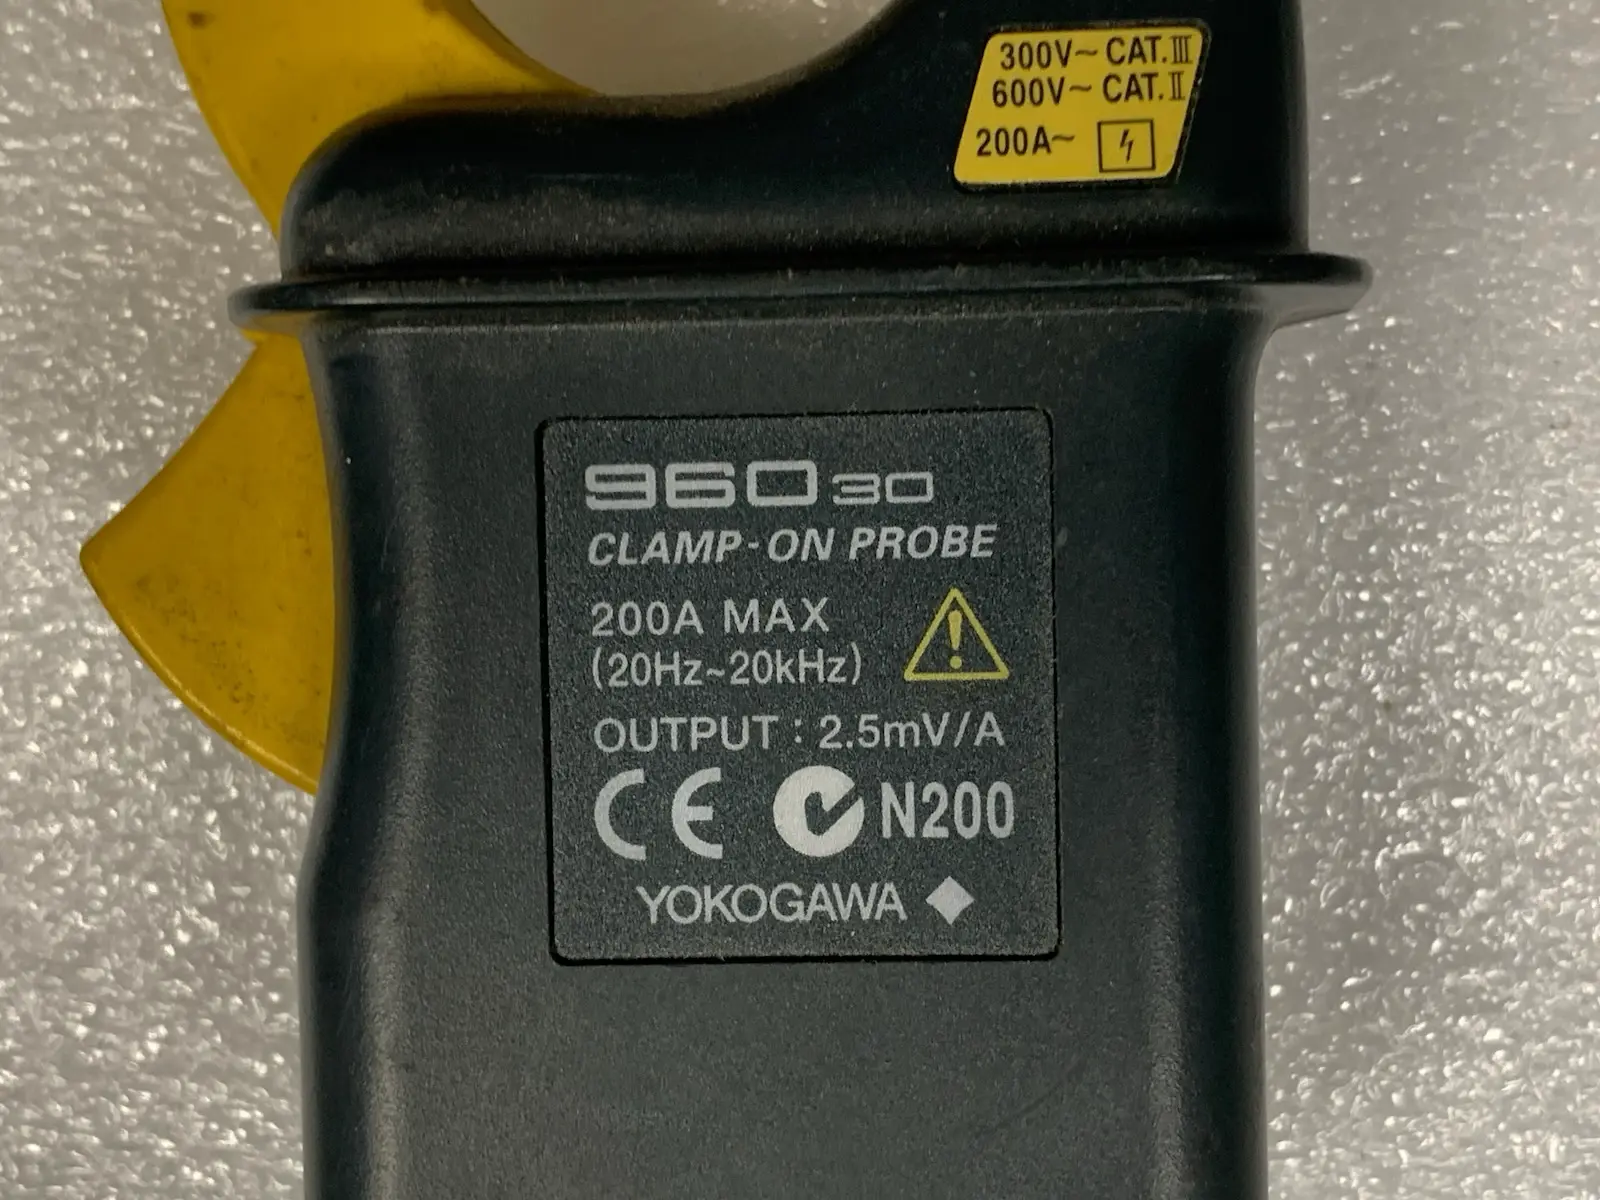 300V~ CAT.III
600V~ CAT.II
200A~
96030
CLAMP-ON PROBE
200A MAX
(20Hz~20kHz)
OUTPUT : 2.5mV/A
CE N200
YOKOGAWA